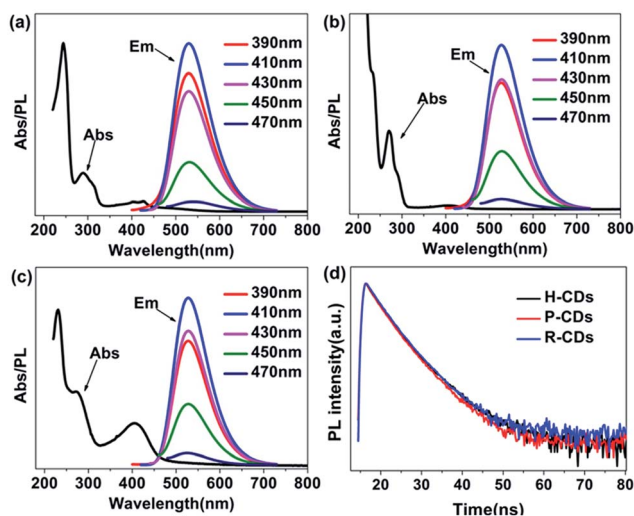 (a)
Em
Abs
390nm
410nm
430nm
450nm
470nm
Abs/PL
200 300 400 500 600 700 800
Wavelength(nm)
(b)
Em
Abs
390nm
410nm
430nm
450nm
470nm
Abs/PL
300 400 500 600 700 800
Wavelength(nm)
(c)
Em
Abs
390nm
410nm
430nm
450nm
470nm
Abs/PL
200 300 400 500 600 700 800
Wavelength(nm)
(d)
H-CDs
P-CDs
R-CDs
PL intensity(a.u.)
20 30 40 50 60 70 80
Time(ns)